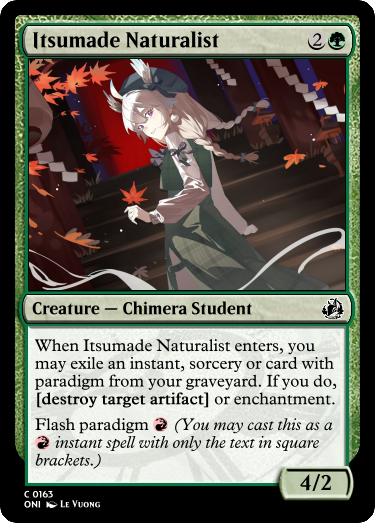 Itsumade Naturalist 2
Creature — Chimera Student
When Itsumade Naturalist enters, you
may exile an instant, sorcery or card with
paradigm from your graveyard. If you do,
[destroy target artifact] or enchantment.
Flash paradigm (You may cast this as a
instant spell with only the text in square
brackets.)
4/2
C 0163
ONI Le Vuong